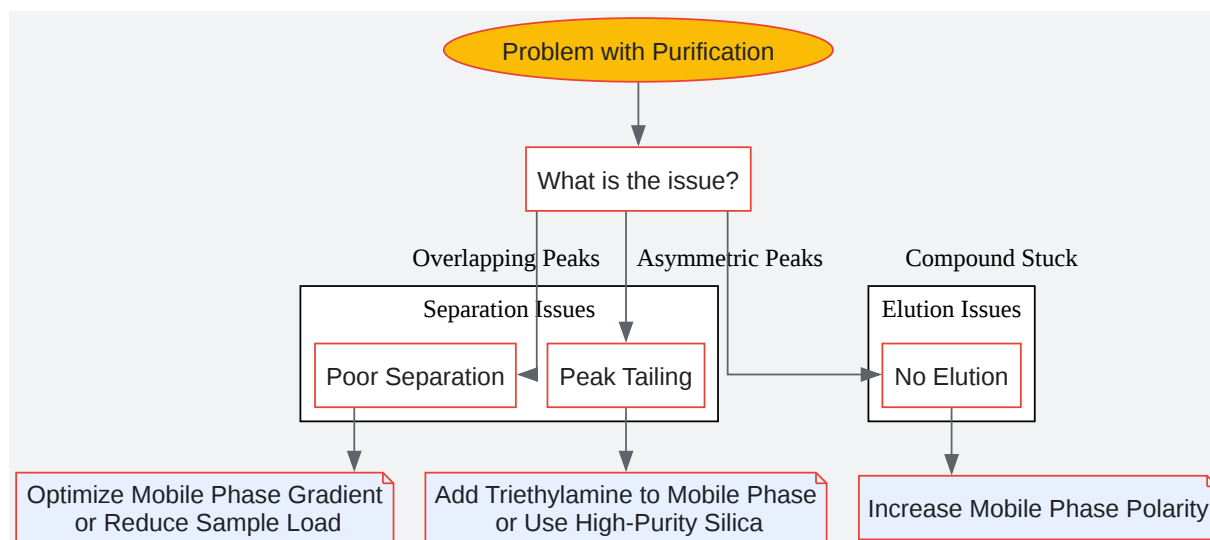 Problem with Purification
What is the issue?
Overlapping Peaks
Asymmetric Peaks
Compound Stuck
Separation Issues
Elution Issues
Poor Separation
Peak Tailing
No Elution
Optimize Mobile Phase Gradient
or Reduce Sample Load
Add Triethylamine to Mobile Phase
or Use High-Purity Silica
Increase Mobile Phase Polarity